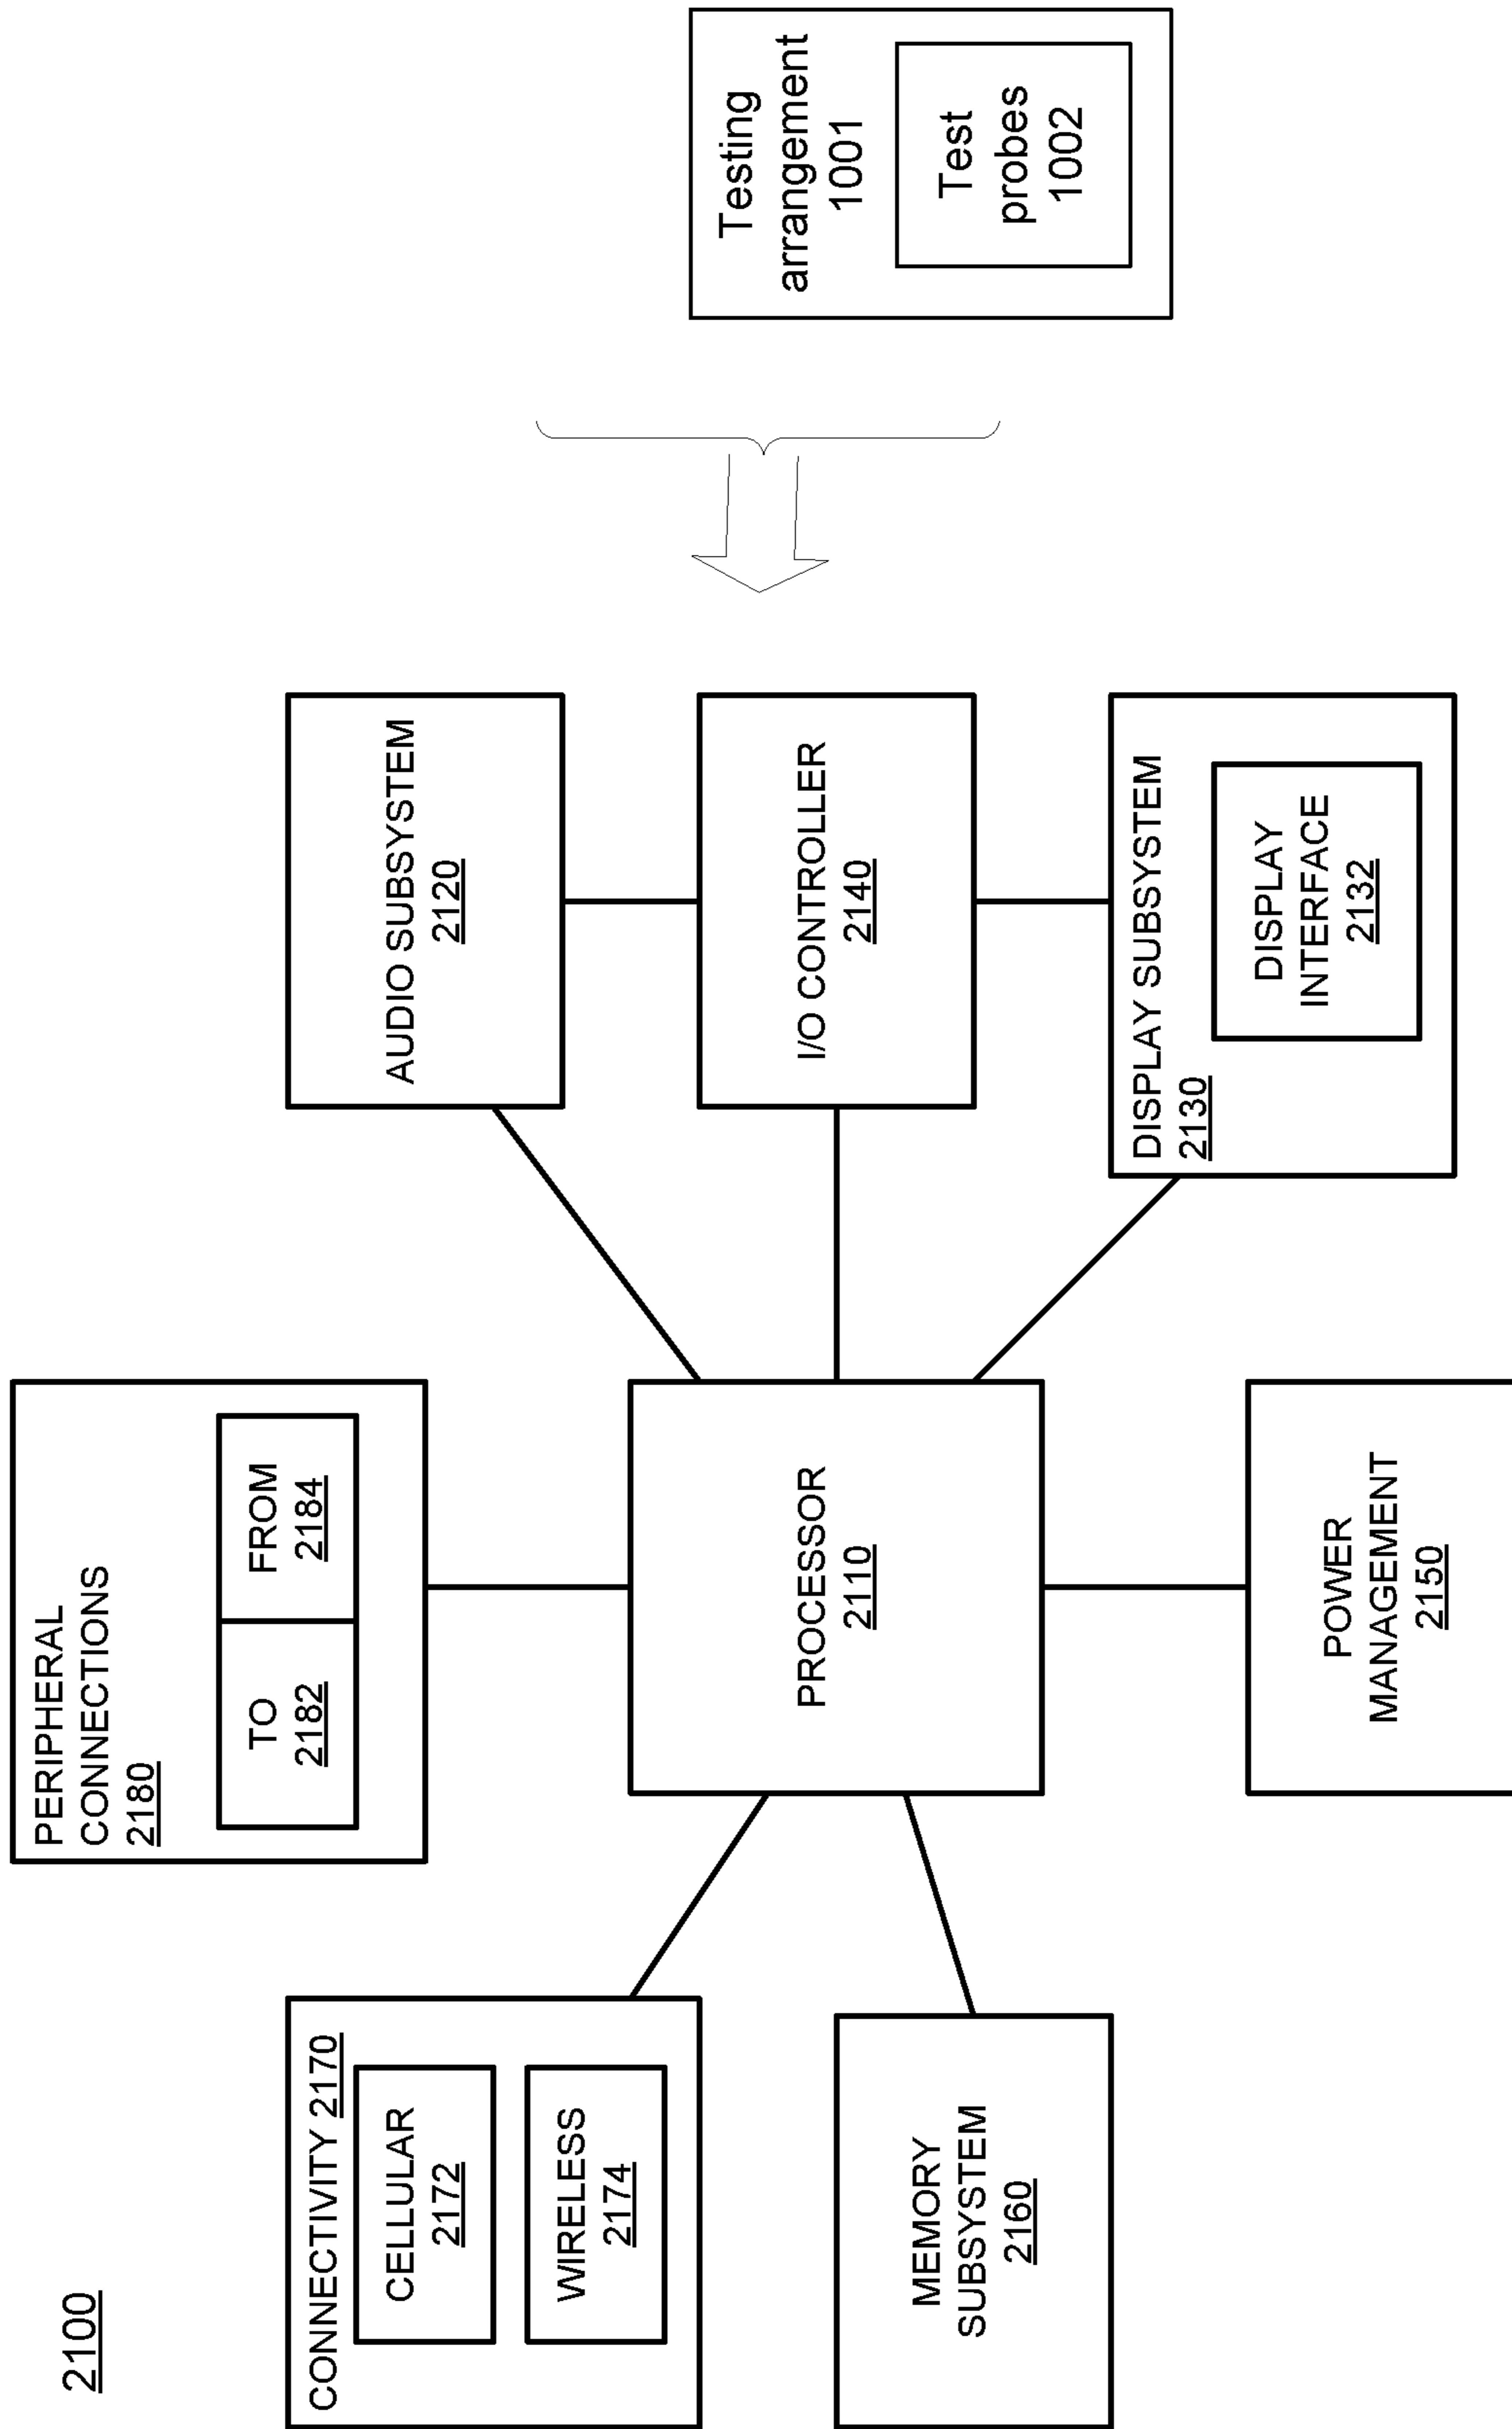 2100
PERIPHERAL
CONNECTIONS
2180
TO
2182
FROM
2184
CONNECTIVITY 2170
CELLULAR
2172
WIRELESS
2174
AUDIO SUBSYSTEM
2120
PROCESSOR
2110
I/O CONTROLLER
2140
MEMORY
SUBSYSTEM
2160
POWER
MANAGEMENT
2150
DISPLAY SUBSYSTEM
2130
DISPLAY
INTERFACE
2132
Testing
arrangement
1001
Test
probes
1002